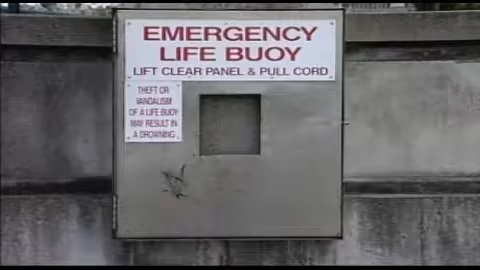 EMERGENCY
LIFE BUOY
LIFT CLEAR PANEL & PULL CORD
THEFT OR
VANDALISM
OF A LIFE BUOY
MAY RESULT IN
A DROWNING